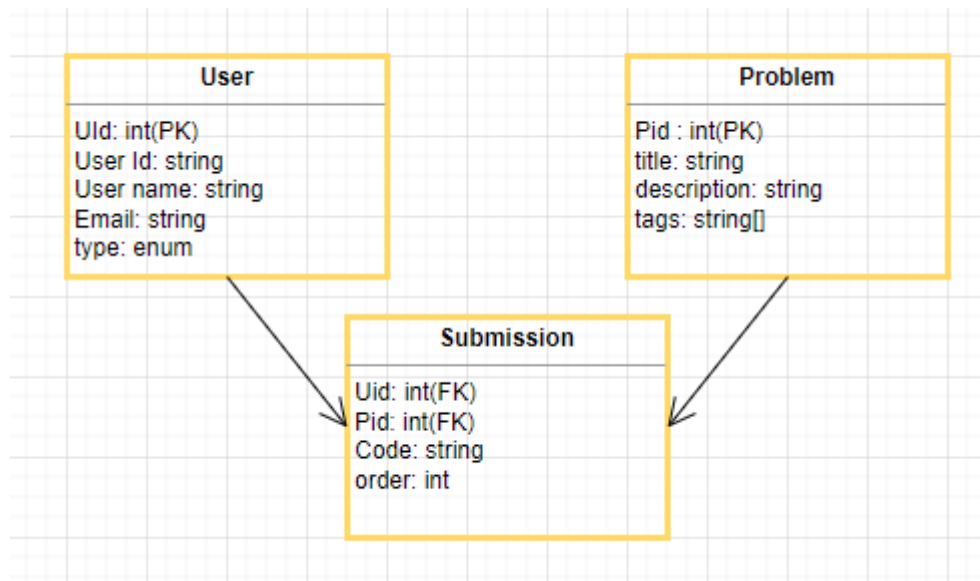 User
UId: int(PK)
User Id: string
User name: string
Email: string
type: enum
Problem
Pid : int(PK)
title: string
description: string
tags: string[]
Submission
Uid: int(FK)
Pid: int(FK)
Code: string
order: int